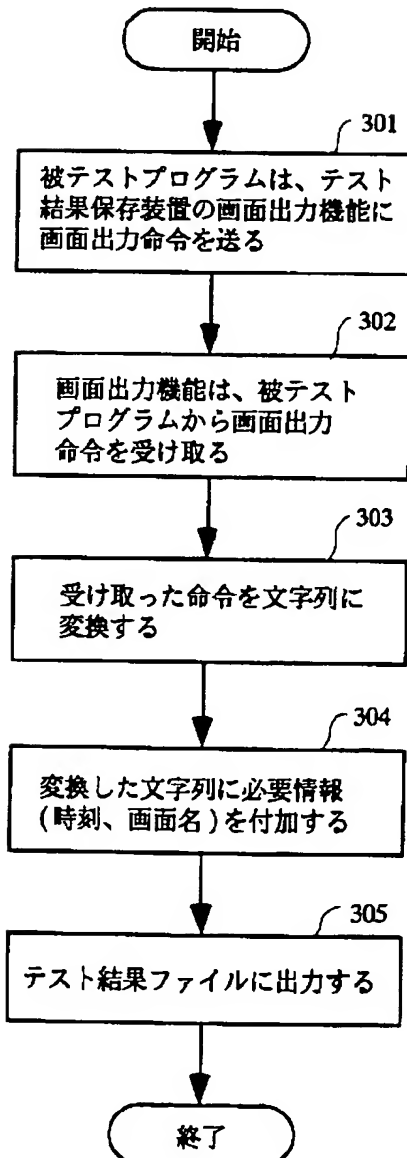 開始
301
被テストプログラムは、テスト
結果保存装置の画面出力機能に
画面出力命令を送る
302
画面出力機能は、被テスト
プログラムから画面出力
命令を受け取る
303
受け取った命令を文字列に
変換する
304
変換した文字列に必要情報
(時刻、画面名)を付加する
305
テスト結果ファイルに出力する
終了